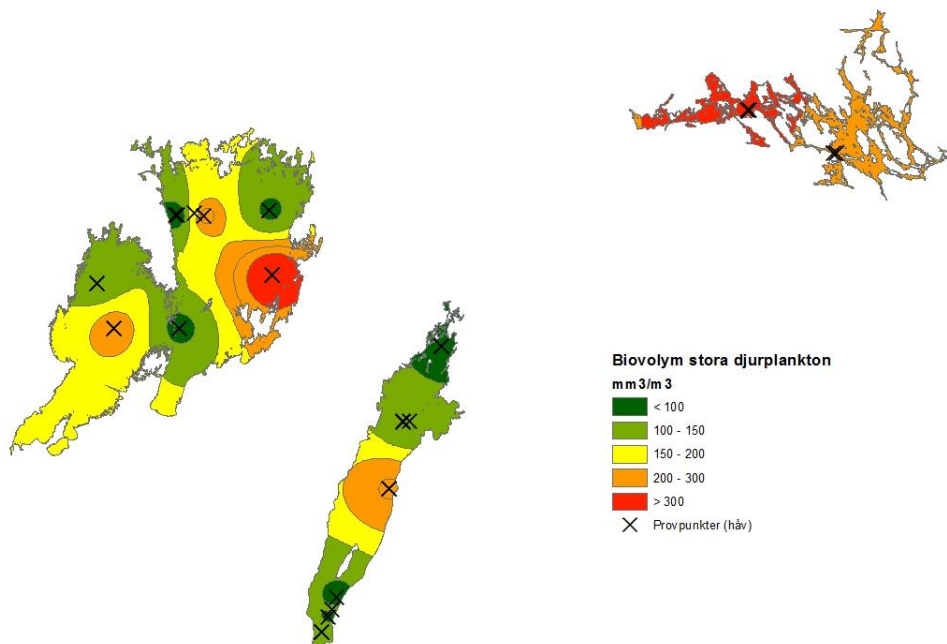 Biovolym stora djurplankton
mm3/m3
< 100
100 - 150
150 - 200
200 - 300
> 300
Provpunkter (håv)